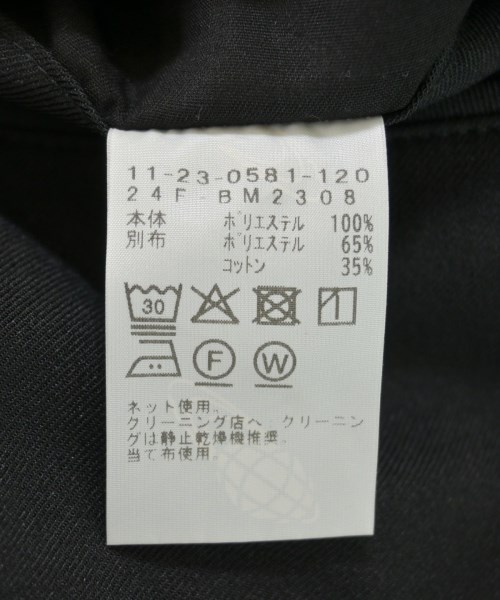 11-23-0581-120
24F-BM2308
本体 ポリエステル 100%
別布 ポリエステル 65%
コットン 35%
30
F W
ネット使用。
クリーニング店へ クリーニン
グは静止乾燥機推奨。
当て布使用。